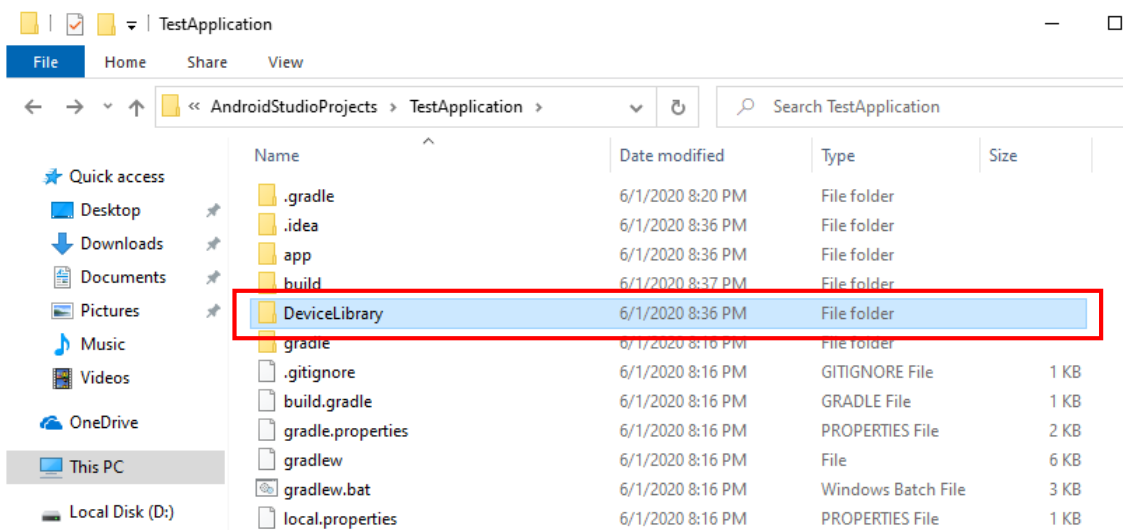 TestApplication
File Home Share View
« AndroidStudioProjects > TestApplication > Search TestApplication
Name Date modified Type Size
Quick access
Desktop
Downloads
Documents
Pictures
Music
Videos
OneDrive
This PC
Local Disk (D:)
.gradle 6/1/2020 8:20 PM File folder
.idea 6/1/2020 8:36 PM File folder
app 6/1/2020 8:36 PM File folder
build 6/1/2020 8:37 PM File folder
DeviceLibrary 6/1/2020 8:36 PM File folder
gradle 6/1/2020 8:16 PM File folder
.gitignore 6/1/2020 8:16 PM GITIGNORE File 1 KB
build.gradle 6/1/2020 8:16 PM GRADLE File 1 KB
gradle.properties 6/1/2020 8:16 PM PROPERTIES File 2 KB
gradlew 6/1/2020 8:16 PM File 6 KB
gradlew.bat 6/1/2020 8:16 PM Windows Batch File 3 KB
local.properties 6/1/2020 8:16 PM PROPERTIES File 1 KB